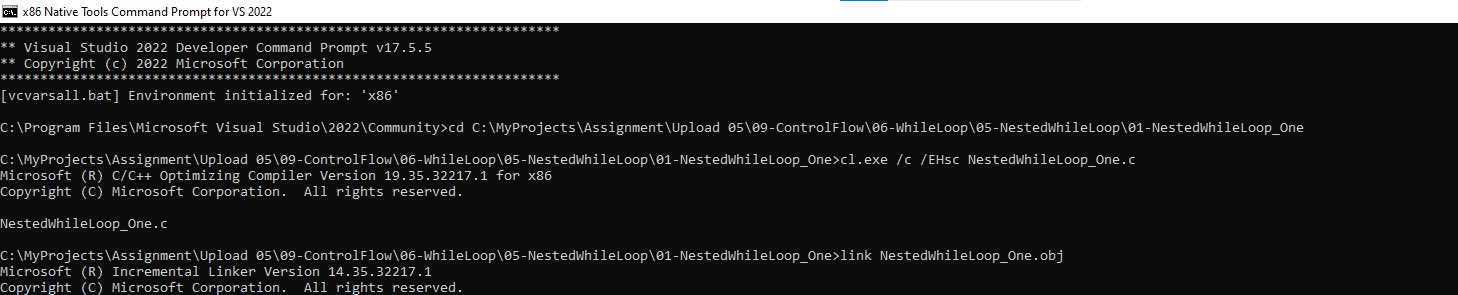 x86 Native Tools Command Prompt for VS 2022
**********************************************************************
** Visual Studio 2022 Developer Command Prompt v17.5.5
** Copyright (c) 2022 Microsoft Corporation
**********************************************************************
[vcvarsall.bat] Environment initialized for: 'x86'
C:\Program Files\Microsoft Visual Studio\2022\Community>cd C:\MyProjects\Assignment\Upload 05\09-ControlFlow\06-WhileLoop\05-NestedWhileLoop\01-NestedWhileLoop_One
C:\MyProjects\Assignment\Upload 05\09-ControlFlow\06-WhileLoop\05-NestedWhileLoop\01-NestedWhileLoop_One>cl.exe /c /EHsc NestedWhileLoop_One.c
Microsoft (R) C/C++ Optimizing Compiler Version 19.35.32217.1 for x86
Copyright (C) Microsoft Corporation.  All rights reserved.
NestedWhileLoop_One.c
C:\MyProjects\Assignment\Upload 05\09-ControlFlow\06-WhileLoop\05-NestedWhileLoop\01-NestedWhileLoop_One>link NestedWhileLoop_One.obj
Microsoft (R) Incremental Linker Version 14.35.32217.1
Copyright (C) Microsoft Corporation.  All rights reserved.